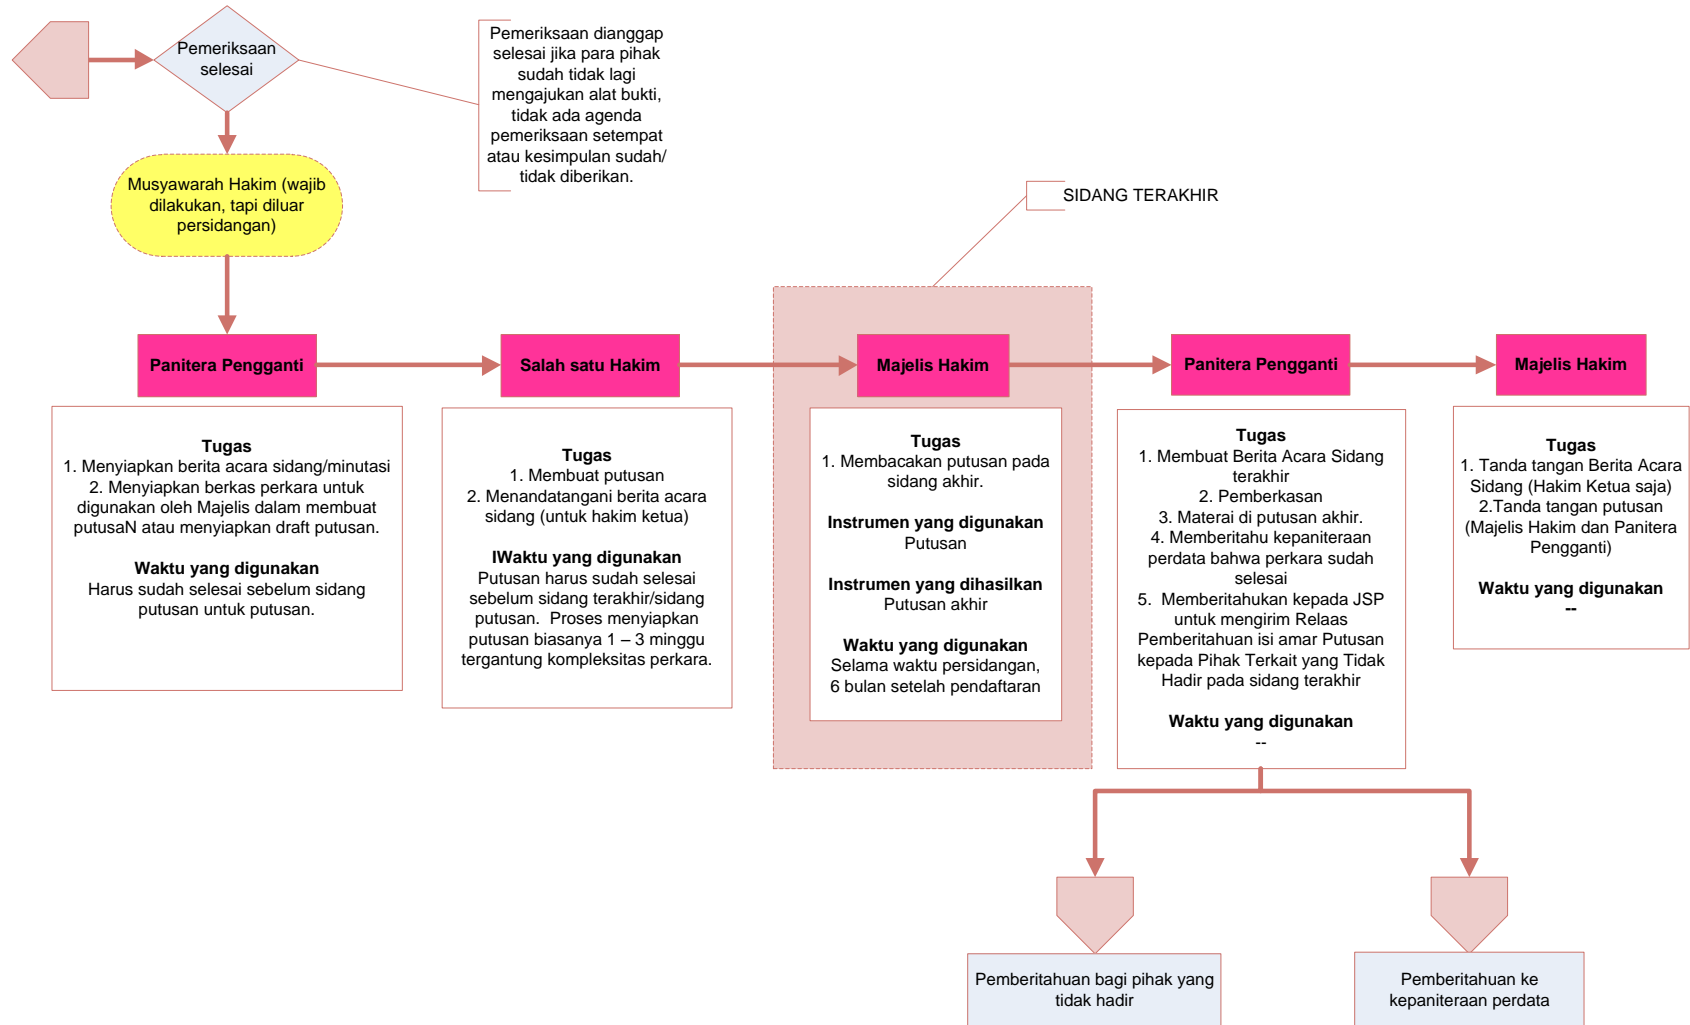 Pemeriksaan
selesai
Pemeriksaan dianggap
selesai jika para pihak
sudah tidak lagi
mengajukan alat bukti,
tidak ada agenda
pemeriksaan setempat
atau kesimpulan sudah/
tidak diberikan.
Musyawarah Hakim (wajib
dilakukan, tapi diluar
persidangan)
SIDANG TERAKHIR
Panitera Pengganti
Tugas
1. Menyiapkan berita acara sidang/minutasi
2. Menyiapkan berkas perkara untuk
digunakan oleh Majelis dalam membuat
putusaN atau menyiapkan draft putusan.
Waktu yang digunakan
Harus sudah selesai sebelum sidang
putusan untuk putusan.
Salah satu Hakim
Tugas
1. Membuat putusan
2. Menandatangani berita acara
sidang (untuk hakim ketua)
IWaktu yang digunakan
Putusan harus sudah selesai
sebelum sidang terakhir/sidang
putusan.  Proses menyiapkan
putusan biasanya 1 – 3 minggu
tergantung kompleksitas perkara.
Majelis Hakim
Tugas
1. Membacakan putusan pada
sidang akhir.
Instrumen yang digunakan
Putusan
Instrumen yang dihasilkan
Putusan akhir
Waktu yang digunakan
Selama waktu persidangan,
6 bulan setelah pendaftaran
Panitera Pengganti
Tugas
1. Membuat Berita Acara Sidang
terakhir
2. Pemberkasan
3. Materai di putusan akhir.
4. Memberitahu kepaniteraan
perdata bahwa perkara sudah
selesai
5.  Memberitahukan kepada JSP
untuk mengirim Relaas
Pemberitahuan isi amar Putusan
kepada Pihak Terkait yang Tidak
Hadir pada sidang terakhir
Waktu yang digunakan
--
Majelis Hakim
Tugas
1. Tanda tangan Berita Acara
Sidang (Hakim Ketua saja)
2.Tanda tangan putusan
(Majelis Hakim dan Panitera
Pengganti)
Waktu yang digunakan
--
Pemberitahuan bagi pihak yang
tidak hadir
Pemberitahuan ke
kepaniteraan perdata